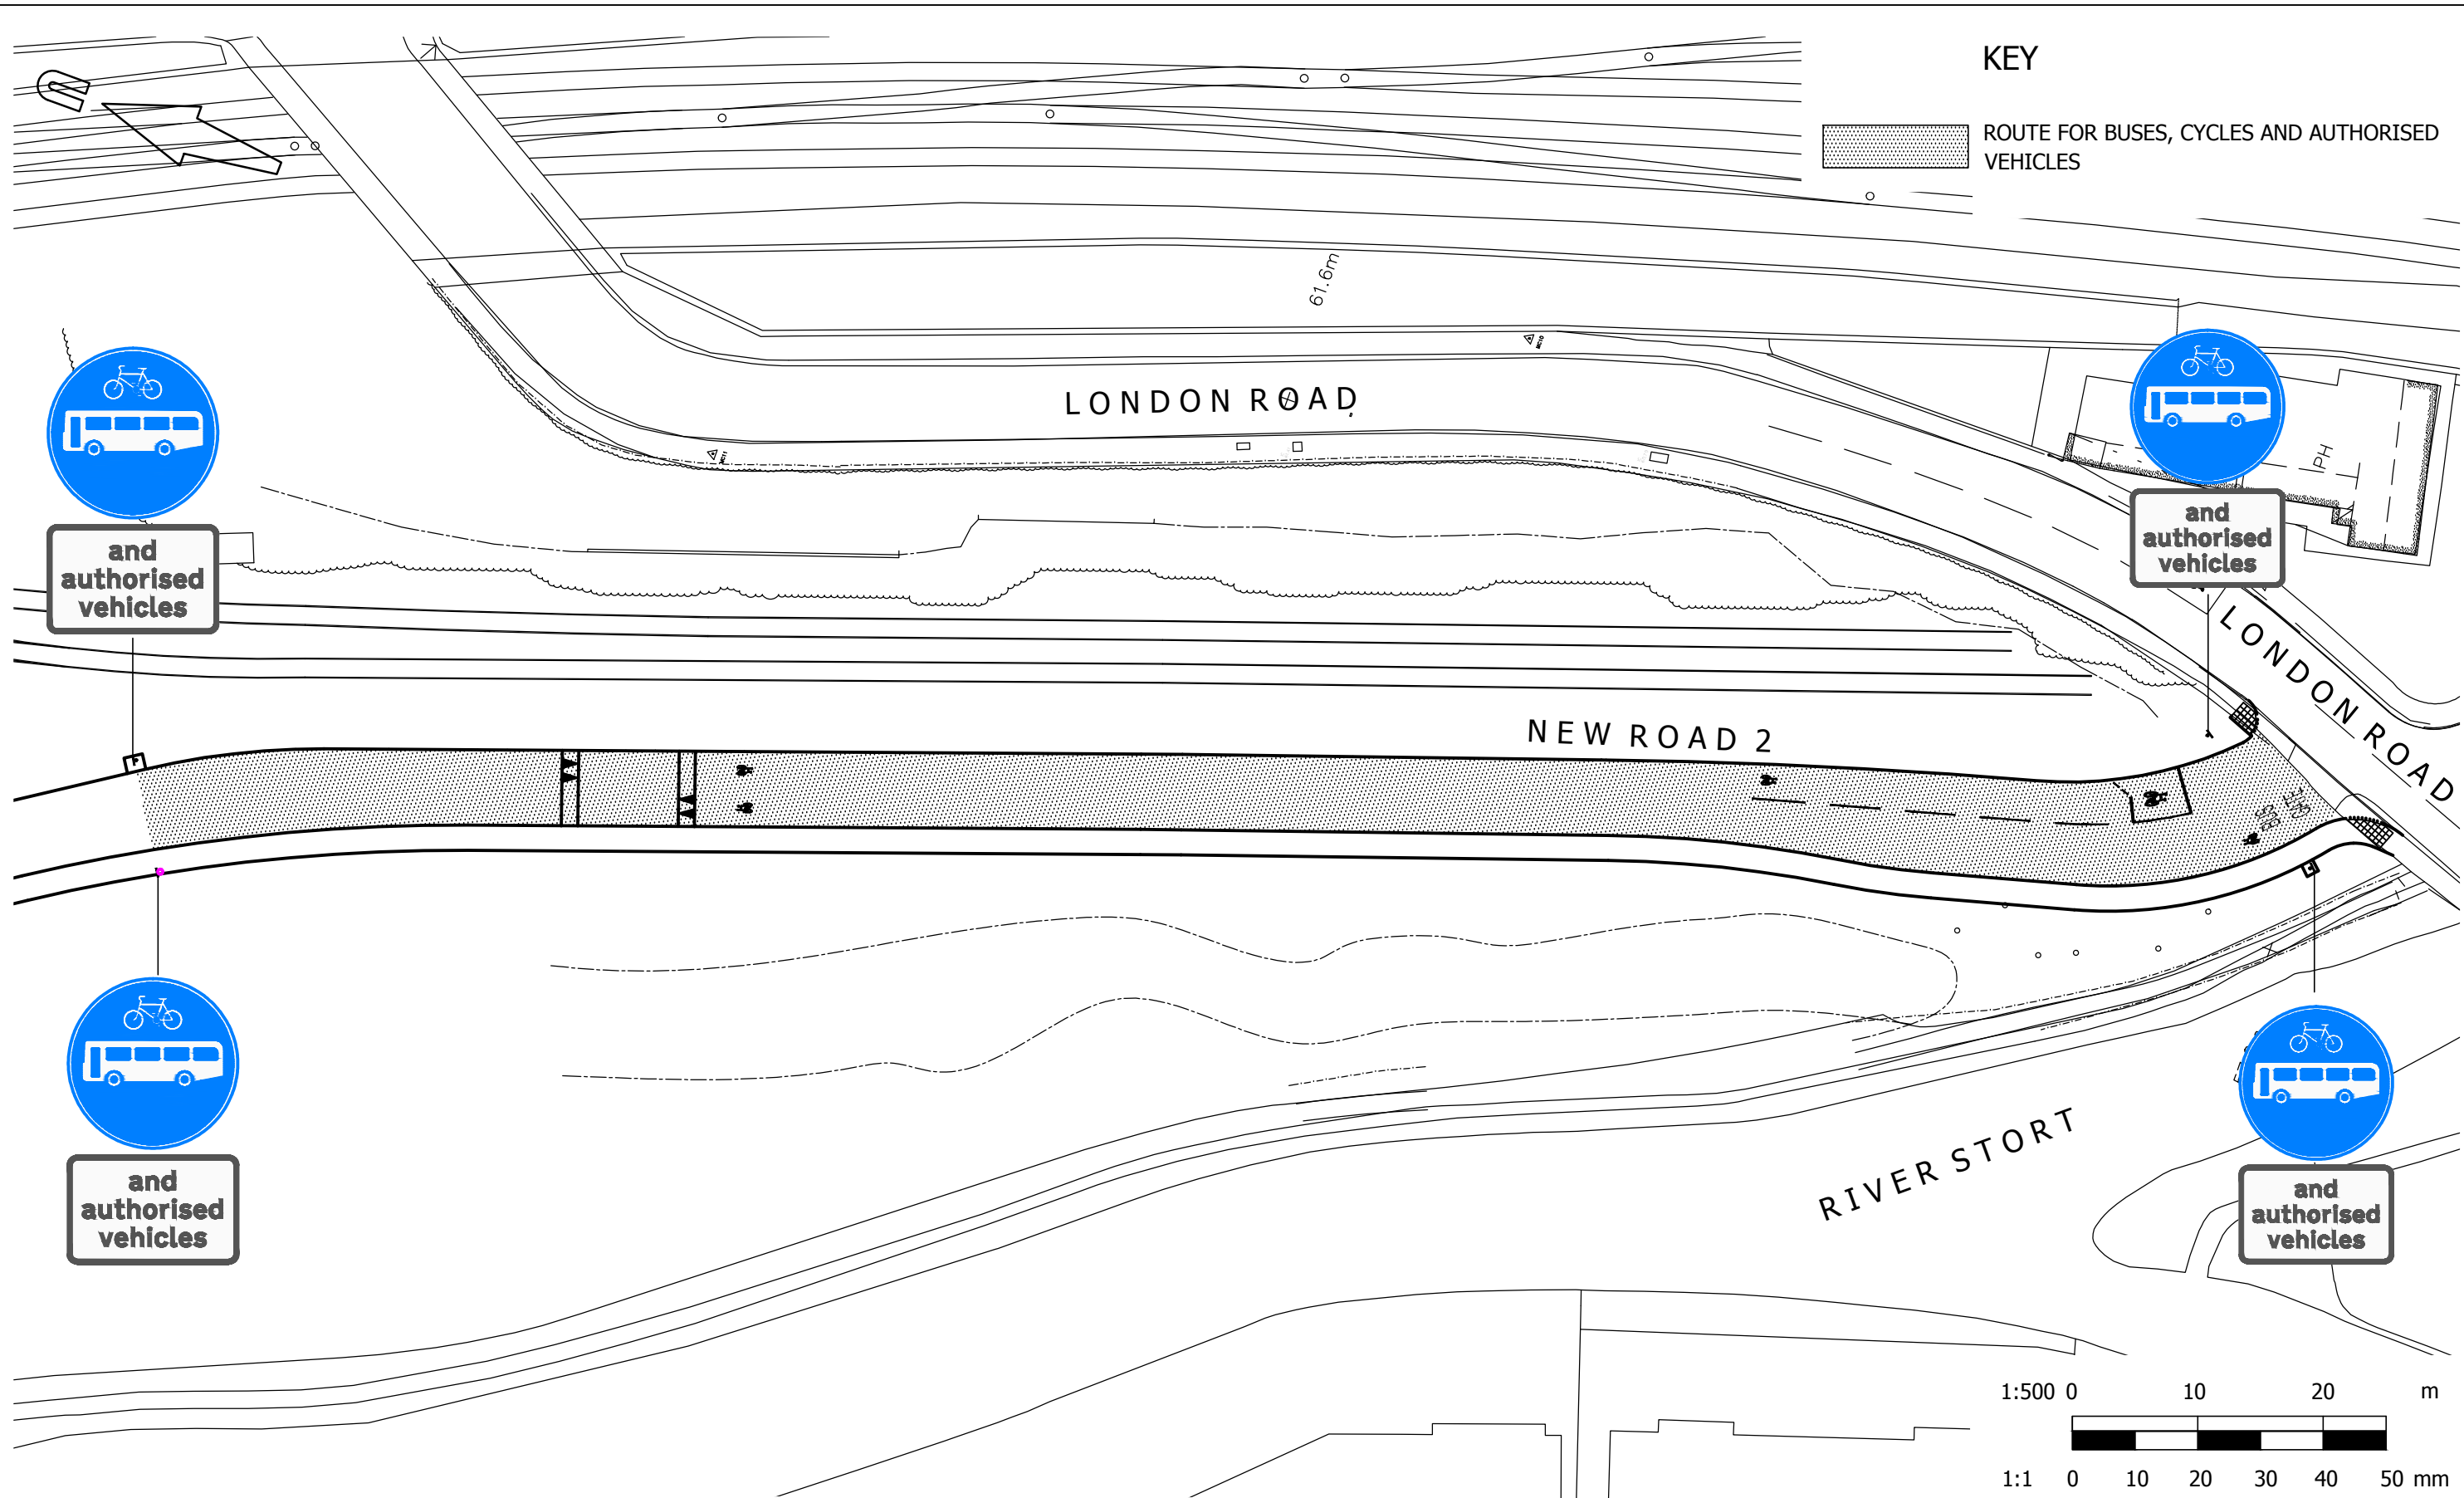 KEY
ROUTE FOR BUSES, CYCLES AND AUTHORISED
VEHICLES
61.6m
LONDON ROAD
PH
and
authorised
vehicles
and
authorised
vehicles
LONDON ROAD
NEW ROAD 2
BUS
and
authorised
vehicles
RIVER STORT
and
authorised
vehicles
1:500 0 10 20 m
1:1 0 10 20 30 40 50 mm